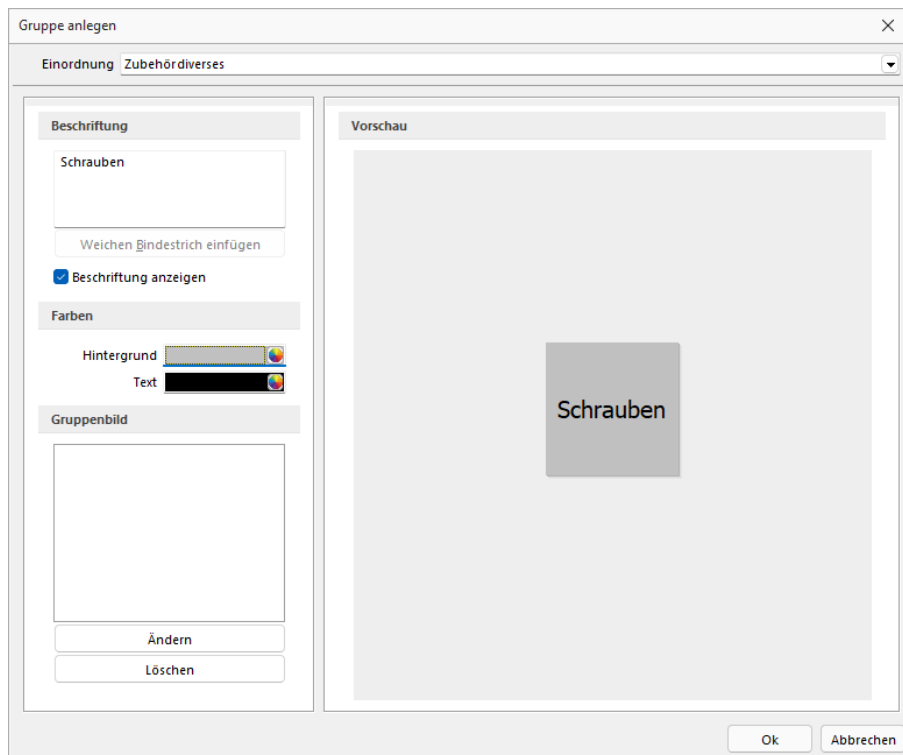 Gruppe anlegen
Einordnung Zubehördiverses
Beschriftung
Schrauben
Weichen Bindestrich einfügen
Beschriftung anzeigen
Farben
Hintergrund
Text
Gruppenbild
Ändern
Löschen
Vorschau
Schrauben
Ok Abbrechen